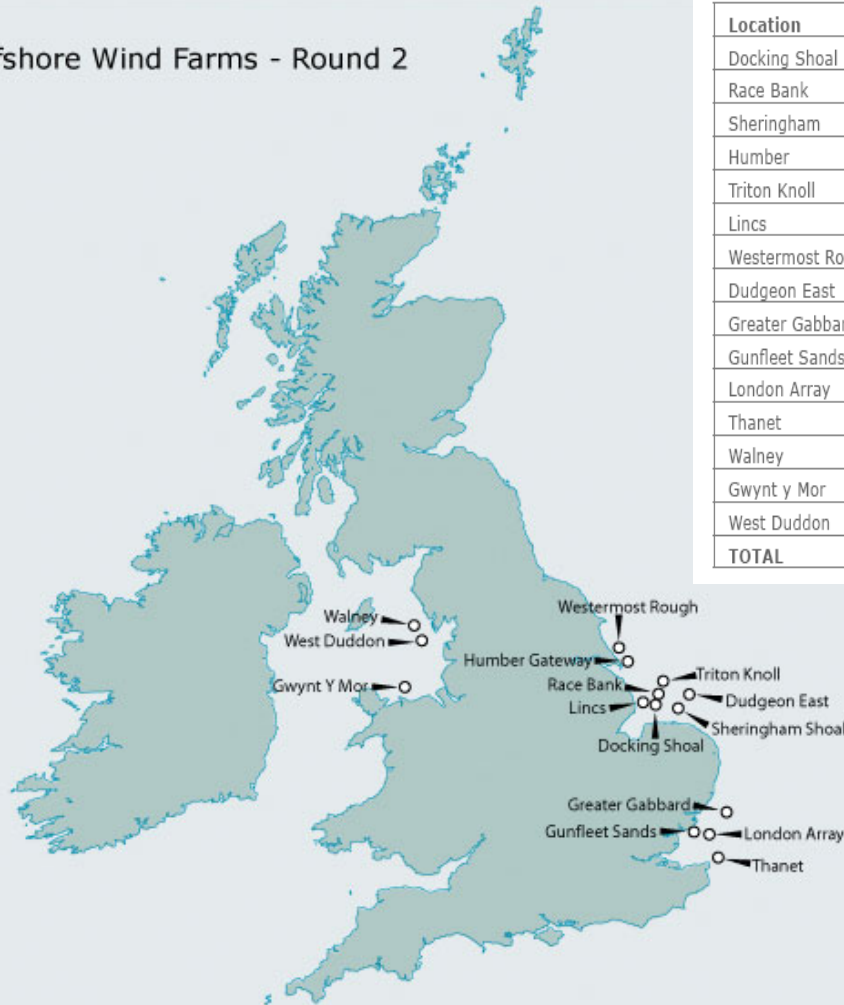 fshore Wind Farms - Round 2
Location
Docking Shoal
Race Bank
Sheringham
Humber
Triton Knoll
Lincs
Westermost Ro
Dudgeon East
Greater Gabbar
Gunfleet Sands
London Array
Thanet
Walney
Gwynt y Mor
West Duddon
TOTAL
Westermost Rough
Walney
West Duddon
Humber Gateway
Triton Knoll
Race Bank
Gwynt Y Mor
Dudgeon East
Lincs
Sheringham Shoal
Docking Shoal
Greater Gabbard
Gunfleet Sands
London Array
Thanet